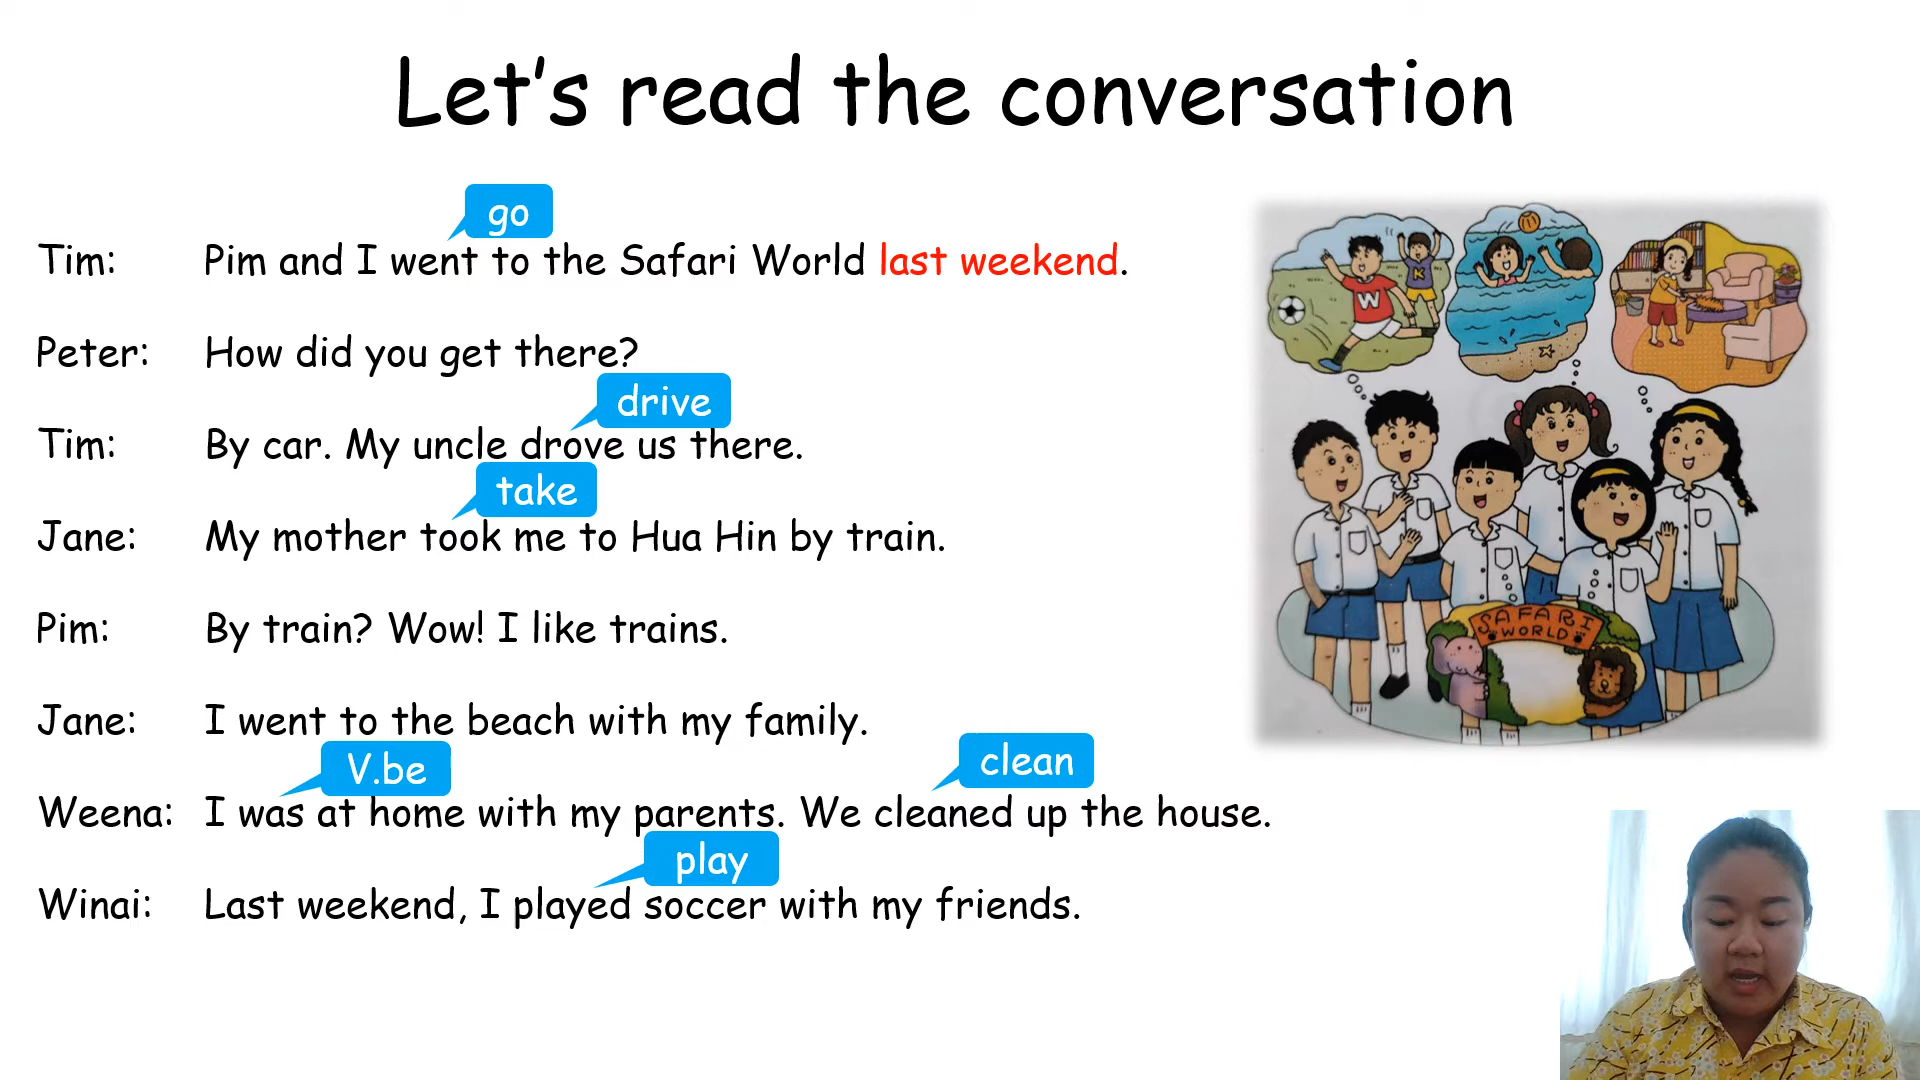 Let's read the conversation
go
Tim: Pim and I went to the Safari World last weekend.
Peter: How did you get there?
drive
Tim: By car. My uncle drove us there.
take
Jane: My mother took me to Hua Hin by train.
Pim: By train? Wow! I like trains.
Jane: I went to the beach with my family.
V.be
clean
Weena: I was at home with my parents. We cleaned up the house.
play
Winai: Last weekend, I played soccer with my friends.
W
K
SAFARI
WORLD